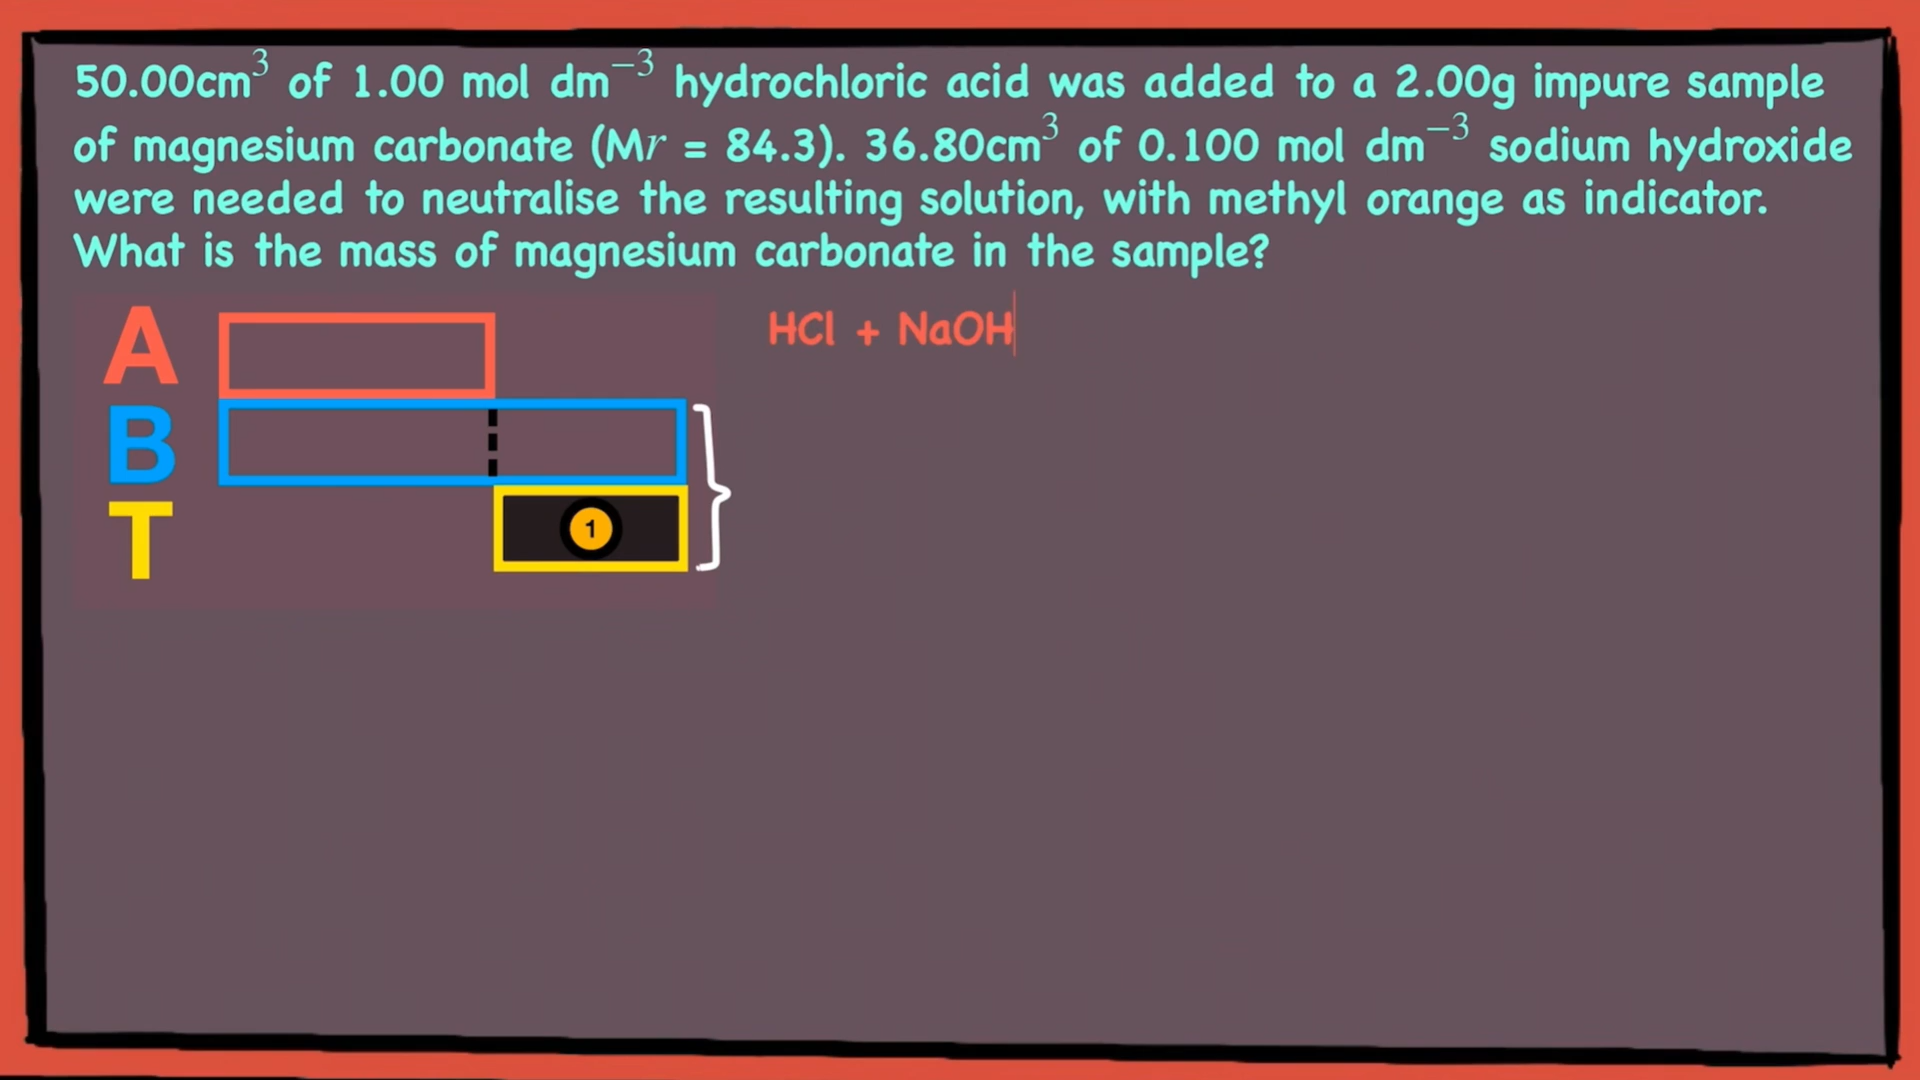 50.00cm³ of 1.00 mol dm⁻³ hydrochloric acid was added to a 2.00g impure sample
of magnesium carbonate (Mr = 84.3). 36.80cm³ of 0.100 mol dm⁻³ sodium hydroxide
were needed to neutralise the resulting solution, with methyl orange as indicator.
What is the mass of magnesium carbonate in the sample?
HCl + NaOH
A
B
T
1